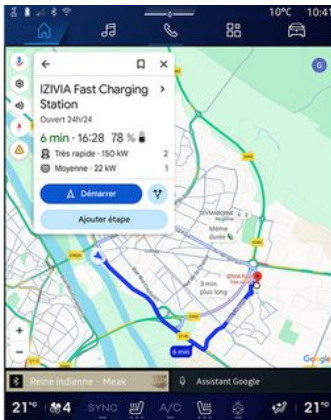 10°C 10:41
←
IZIVIA Fast Charging
Station
Ouvert 24h/24
6 min · 16:28 78 %
Très rapide · 150 kW 2
Moyenne · 22 kW 1
Démarrer
Ajouter étape
G
Même
durée
3 min
plus long
6 min
Google
Reine indienne Meak
Assistant Google
21° 4 SYNC A/C 21°